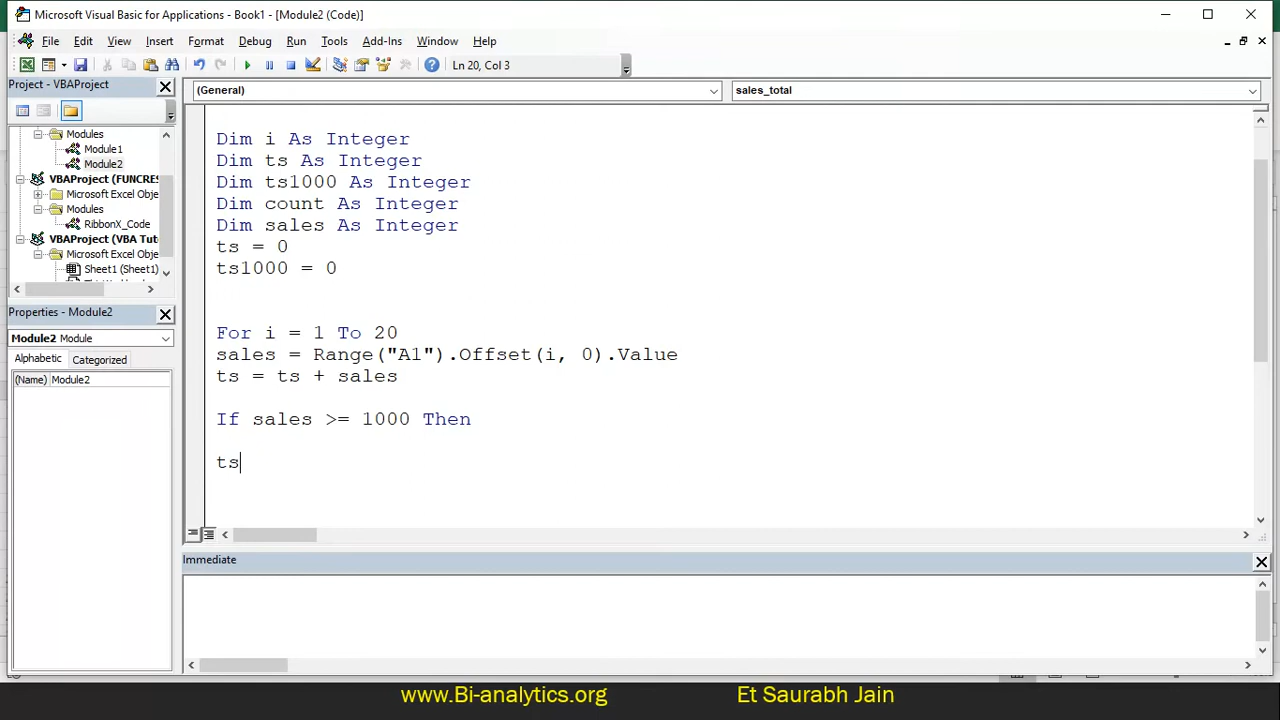 Microsoft Visual Basic for Applications - Book1 - [Module2 (Code)]
File Edit View Insert Format Debug Run Tools Add-Ins Window Help
Ln 20, Col 3
Project - VBAProject
(General)
sales_total
Modules
Module1
Module2
VBAProject (FUNCRES
Microsoft Excel Obje
Modules
RibbonX_Code
VBAProject (VBA Tut
Microsoft Excel Obje
Sheet1 (Sheet1)
Properties - Module2
Module2 Module
Alphabetic Categorized
(Name) Module2
Dim i As Integer
Dim ts As Integer
Dim ts1000 As Integer
Dim count As Integer
Dim sales As Integer
ts = 0
ts1000 = 0
For i = 1 To 20
sales = Range("A1").Offset(i, 0).Value
ts = ts + sales
If sales >= 1000 Then
ts
Immediate
www.Bi-analytics.org
Et Saurabh Jain